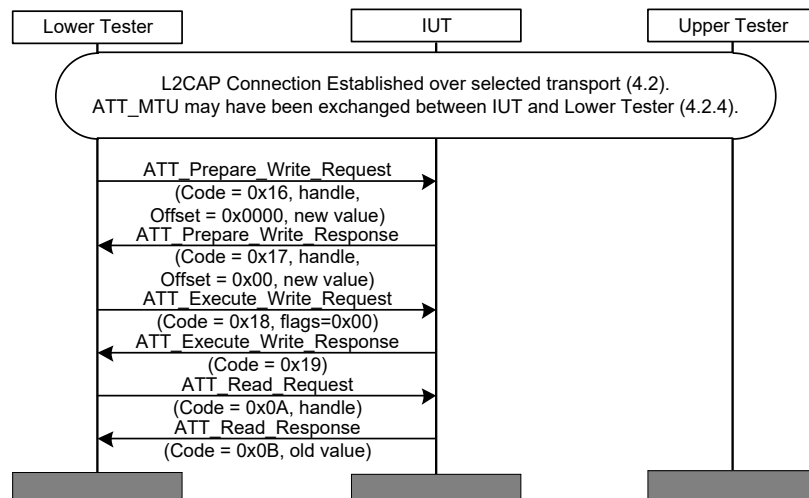 Lower Tester
IUT
Upper Tester
L2CAP Connection Established over selected transport (4.2).
ATT_MTU may have been exchanged between IUT and Lower Tester (4.2.4).
ATT_Prepare_Write_Request
(Code = 0x16, handle,
Offset = 0x0000, new value)
ATT_Prepare_Write_Response
(Code = 0x17, handle,
Offset = 0x00, new value)
ATT_Execute_Write_Request
(Code = 0x18, flags=0x00)
ATT_Execute_Write_Response
(Code = 0x19)
ATT_Read_Request
(Code = 0x0A, handle)
ATT_Read_Response
(Code = 0x0B, old value)